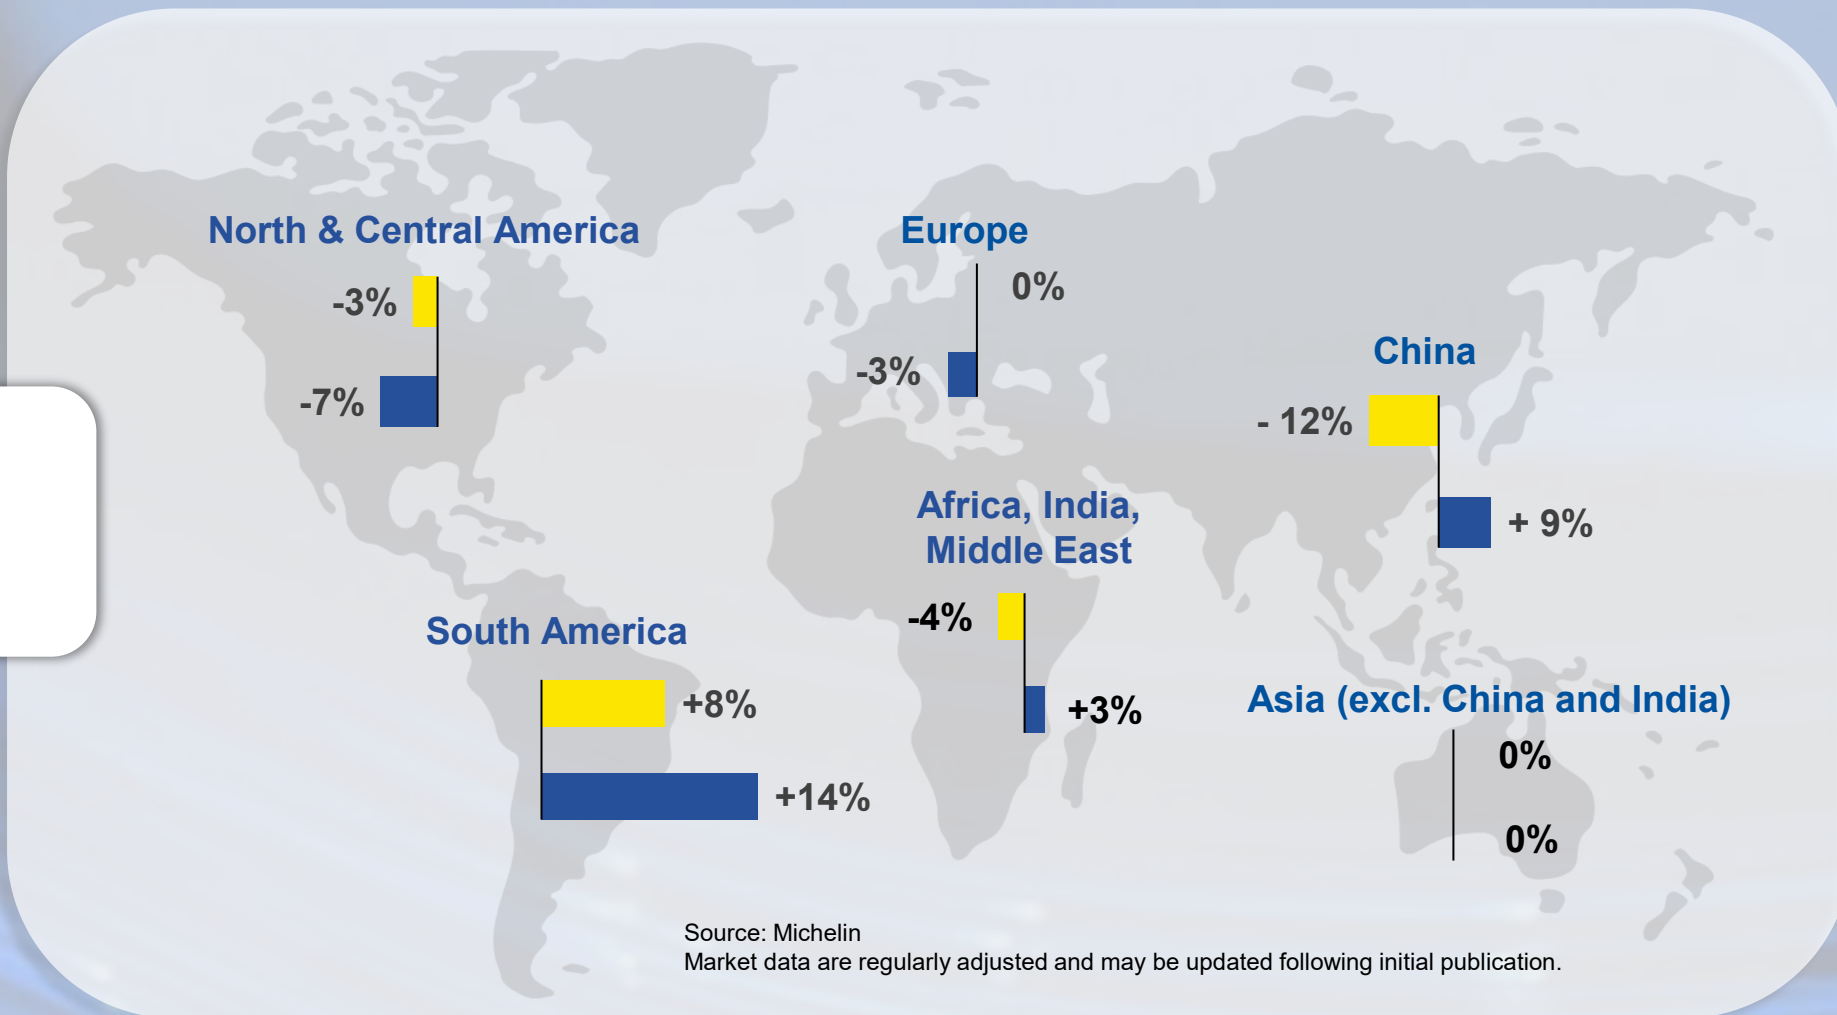 North & Central America
-3%
-7%
Europe
0%
-3%
China
- 12%
+ 9%
Africa, India,
Middle East
-4%
+3%
South America
+8%
+14%
Asia (excl. China and India)
0%
0%
Source: Michelin
Market data are regularly adjusted and may be updated following initial publication.